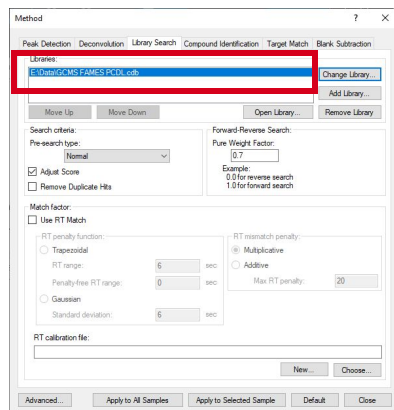 Method ? ×
Peak Detection Deconvolution Library Search Compound Identification Target Match Blank Subtraction
Libraries:
E:\Data\GCMS FAMES PCDL.cdb
Change Library...
Add Library...
Move Up Move Down Open Library... Remove Library
Search criteria:
Pre-search type:
Normal
Adjust Score
Remove Duplicate Hits
Forward-Reverse Search:
Pure Weight Factor:
0.7
Example:
0.0 for reverse search
1.0 for forward search
Match factor:
Use RT Match
RT penalty function:
Trapezoidal
RT range: 6 sec
Penalty-free RT range: 0 sec
Gaussian
Standard deviation: 6 sec
RT mismatch penalty:
Multiplicative
Additive
Max RT penalty: 20
RT calibration file:
New... Choose...
Advanced... Apply to All Samples Apply to Selected Sample Default Close